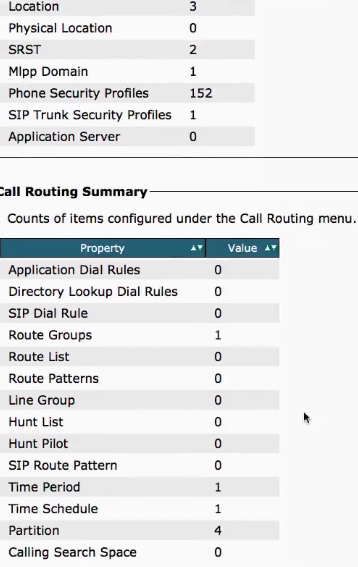 Location 3
Physical Location 0
SRST 2
Mlpp Domain 1
Phone Security Profiles 152
SIP Trunk Security Profiles 1
Application Server 0
Call Routing Summary
Counts of items configured under the Call Routing menu.
Property Value
Application Dial Rules 0
Directory Lookup Dial Rules 0
SIP Dial Rule 0
Route Groups 1
Route List 0
Route Patterns 0
Line Group 0
Hunt List 0
Hunt Pilot 0
SIP Route Pattern 0
Time Period 1
Time Schedule 1
Partition 4
Calling Search Space 0